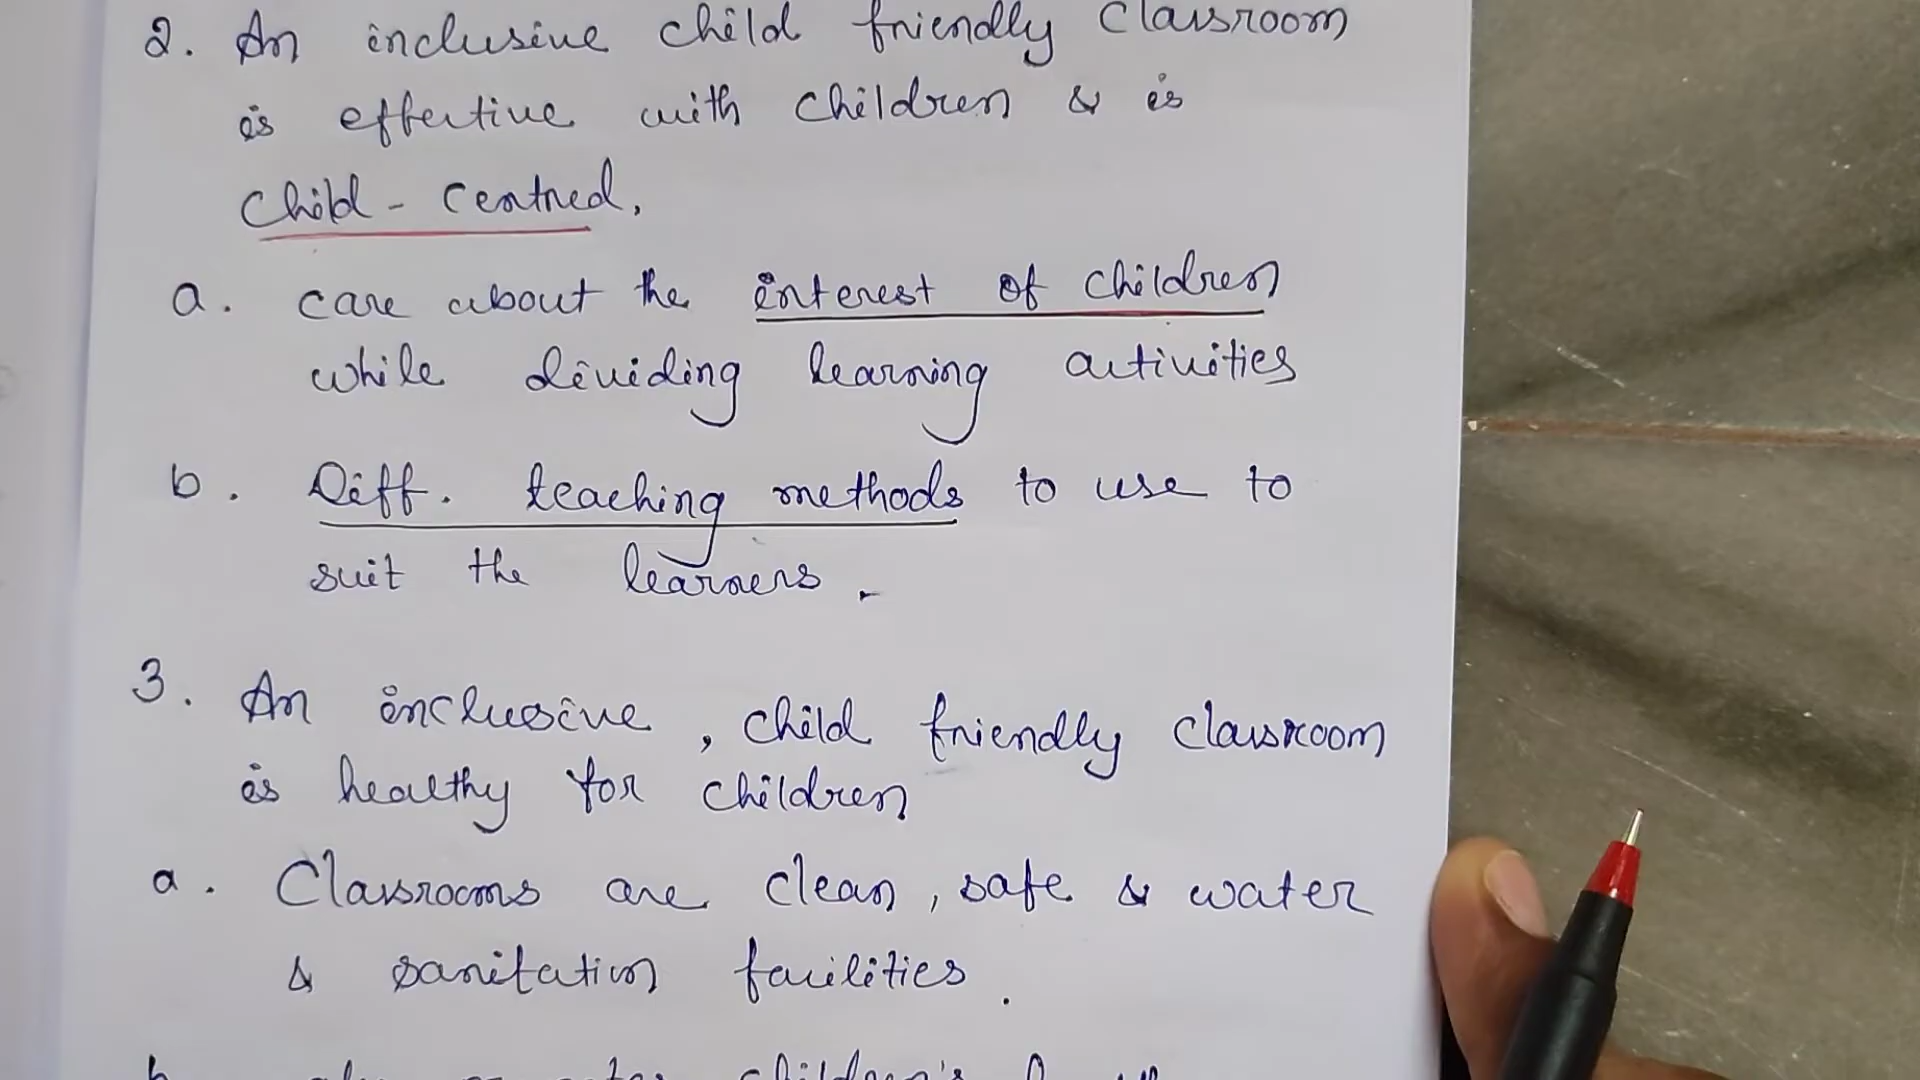 2. An inclusive child friendly classroom
is effective with children & is
child-centred.
a. care about the interest of children
while dividing learning activities
b. Diff. teaching methods to use to
suit the learners.
3. An inclusive, child friendly classroom
is healthy for children
a. Classrooms are clean, safe & water
& sanitation facilities.
children's